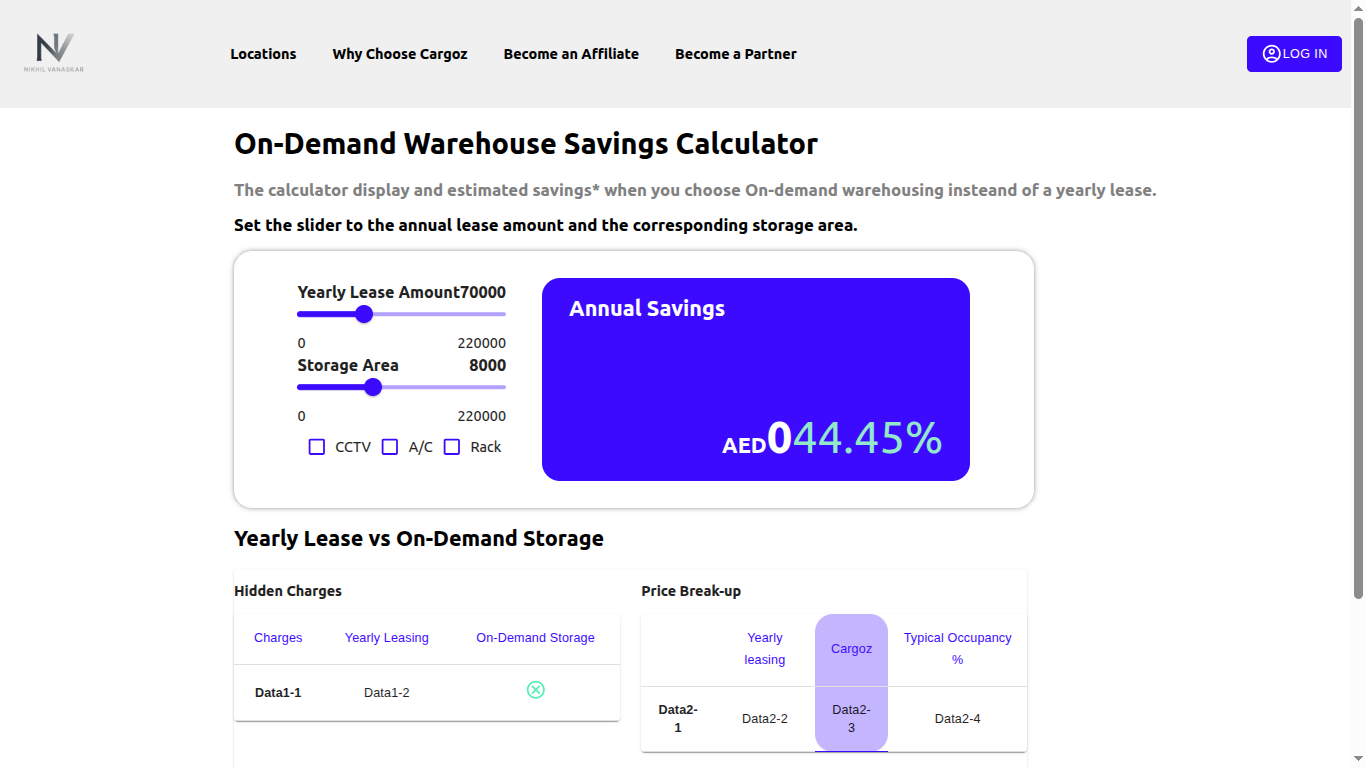 NIKHIL VANASKAR
Locations Why Choose Cargoz Become an Affiliate Become a Partner LOG IN
On-Demand Warehouse Savings Calculator
The calculator display and estimated savings* when you choose On-demand warehousing insteand of a yearly lease.
Set the slider to the annual lease amount and the corresponding storage area.
Yearly Lease Amount70000
0 220000
Storage Area 8000
0 220000
CCTV A/C Rack
Annual Savings
AED044.45%
Yearly Lease vs On-Demand Storage
Hidden Charges
Charges Yearly Leasing On-Demand Storage
Data1-1 Data1-2
Price Break-up
Yearly
leasing
Cargoz
Typical Occupancy
%
Data2-
1
Data2-2
Data2-
3
Data2-4